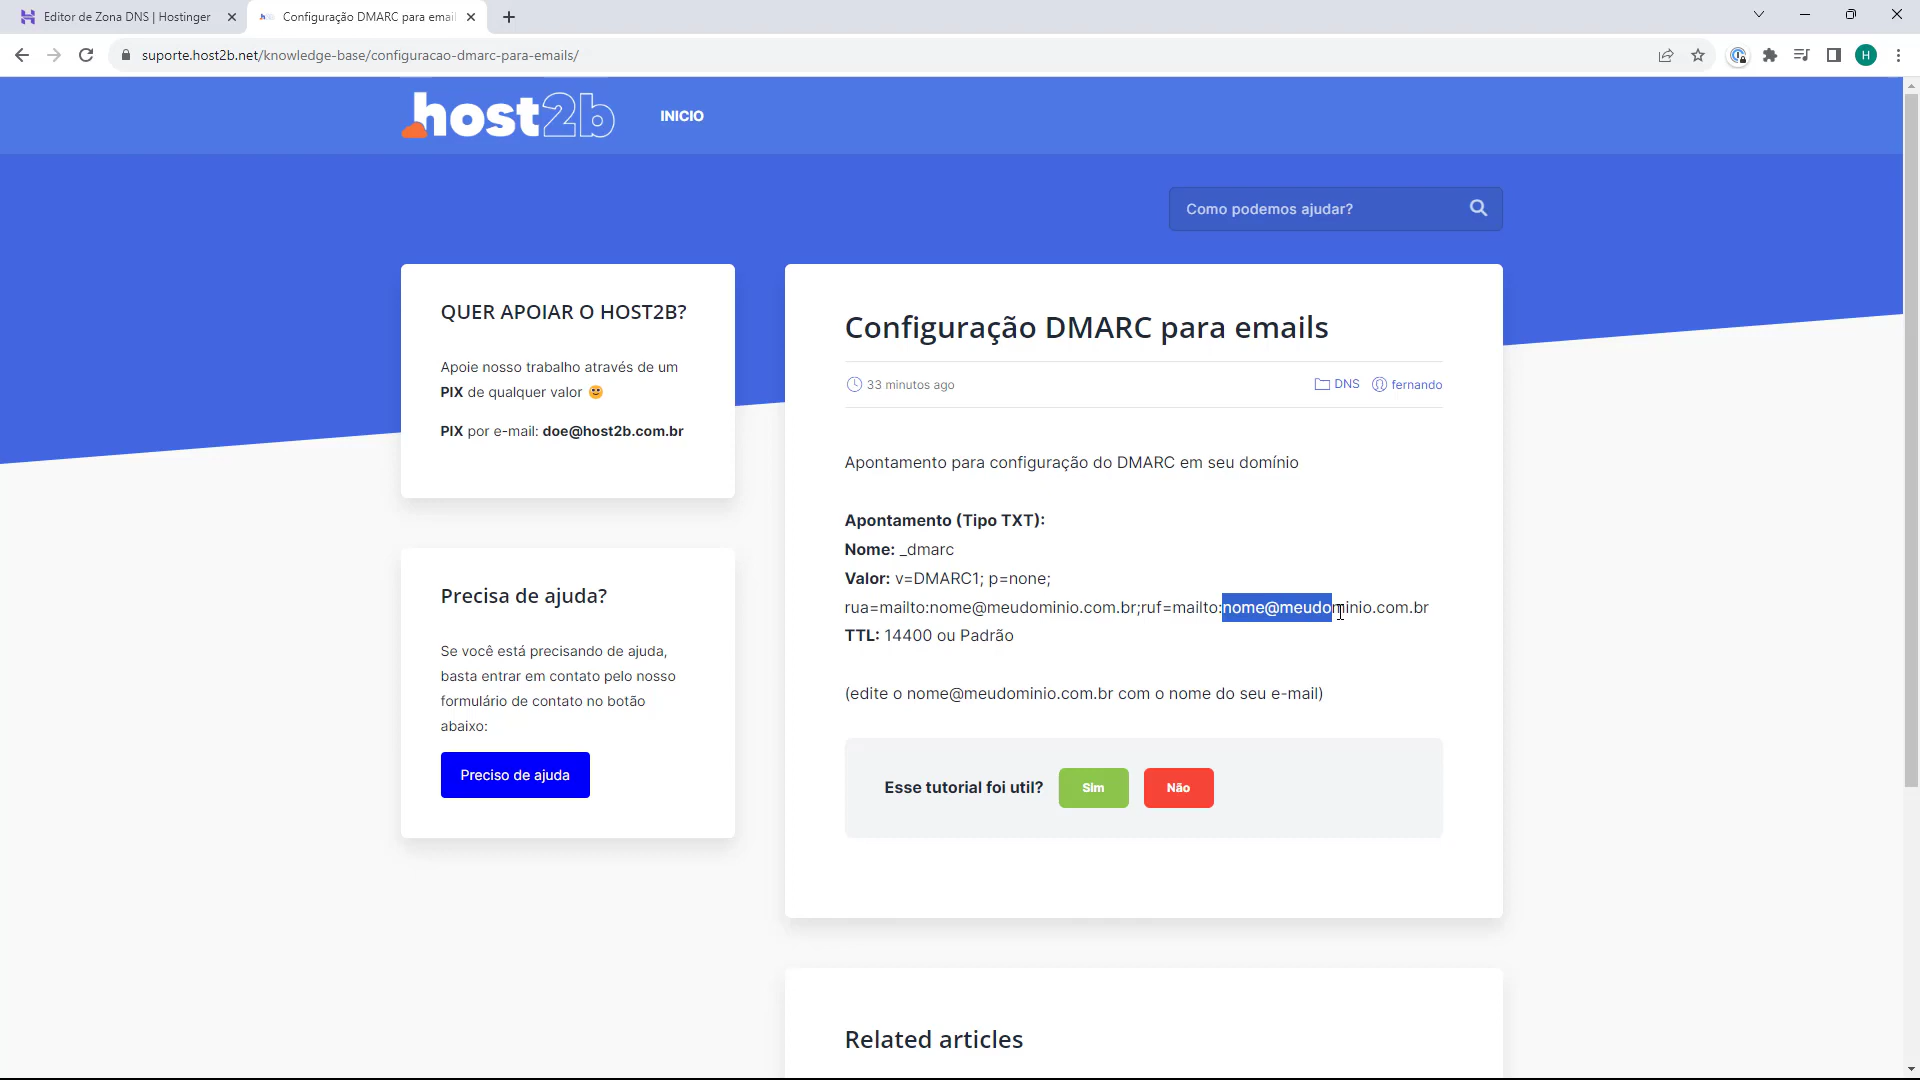 Editor de Zona DNS | Hostinger
Configuração DMARC para emai
suporte.host2b.net/knowledge-base/configuracao-dmarc-para-emails/
H
host2b
INICIO
Como podemos ajudar?
QUER APOIAR O HOST2B?
Apoie nosso trabalho através de um
PIX de qualquer valor 🙂
PIX por e-mail: doe@host2b.com.br
Precisa de ajuda?
Se você está precisando de ajuda,
basta entrar em contato pelo nosso
formulário de contato no botão
abaixo:
Preciso de ajuda
Configuração DMARC para emails
33 minutos ago
DNS
fernando
Apontamento para configuração do DMARC em seu domínio
Apontamento (Tipo TXT):
Nome: _dmarc
Valor: v=DMARC1; p=none;
rua=mailto:nome@meudominio.com.br;ruf=mailto:nome@meudominio.com.br
TTL: 14400 ou Padrão
(edite o nome@meudominio.com.br com o nome do seu e-mail)
Esse tutorial foi util?
Sim
Não
Related articles